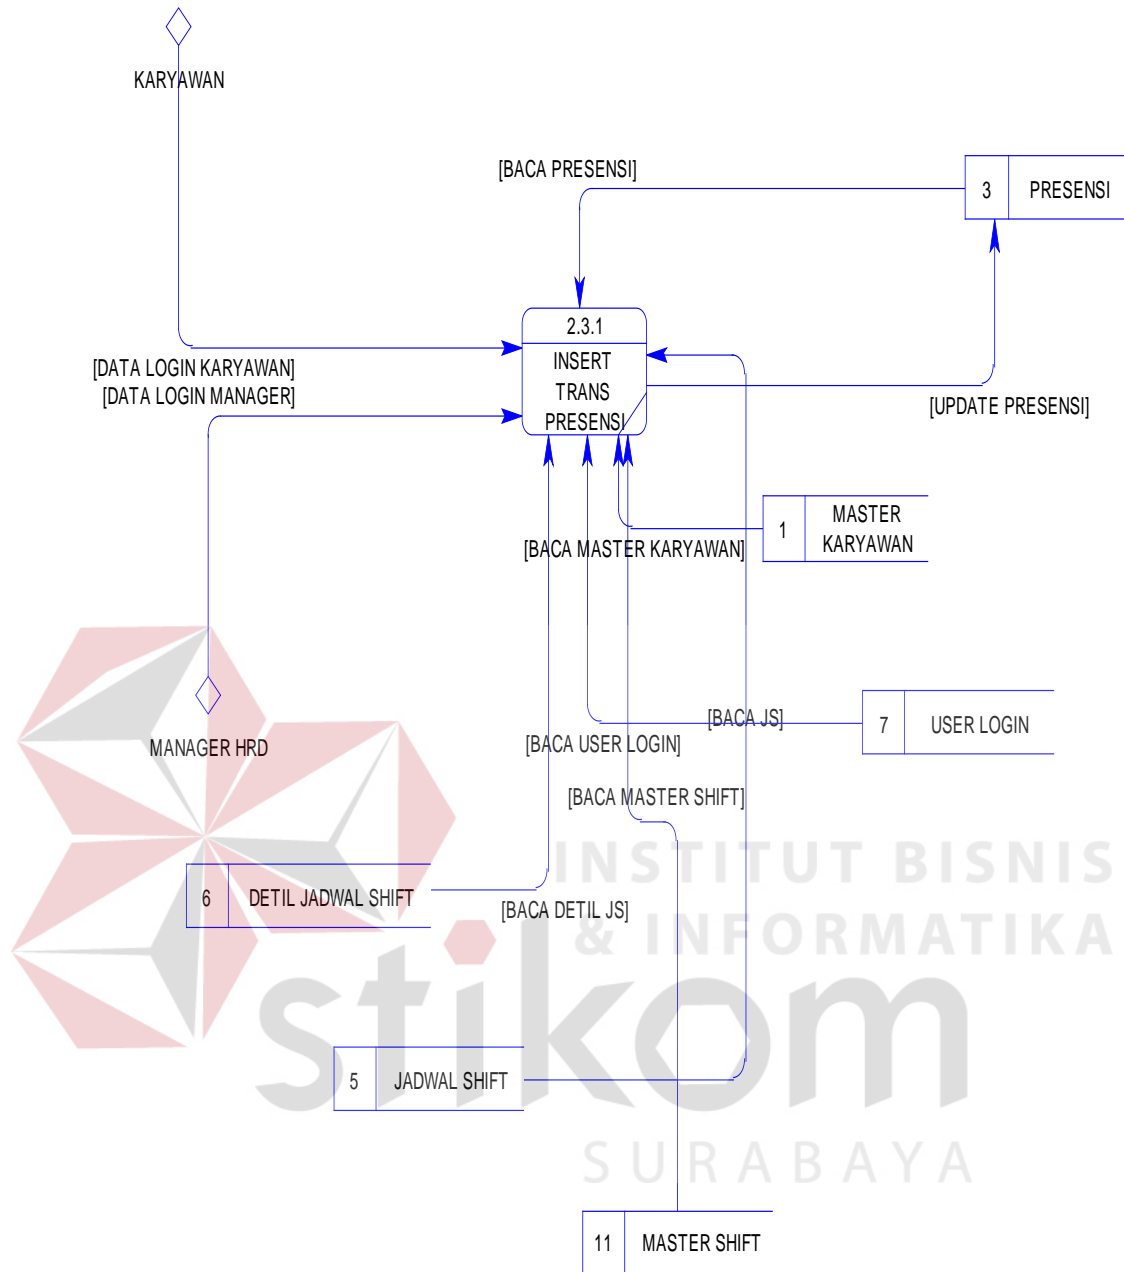 KARYAWAN
[BACA PRESENSI]
3 PRESENSI
2.3.1
INSERT
TRANS
PRESENSI
[DATA LOGIN KARYAWAN]
[DATA LOGIN MANAGER]
[UPDATE PRESENSI]
1
MASTER
KARYAWAN
[BACA MASTER KARYAWAN]
7 USER LOGIN
[BACA JS]
[BACA USER LOGIN]
MANAGER HRD
[BACA MASTER SHIFT]
6 DETIL JADWAL SHIFT
[BACA DETIL JS]
INSTITUT BISNIS
& INFORMATIKA
stikom
SURABAYA
5 JADWAL SHIFT
11 MASTER SHIFT